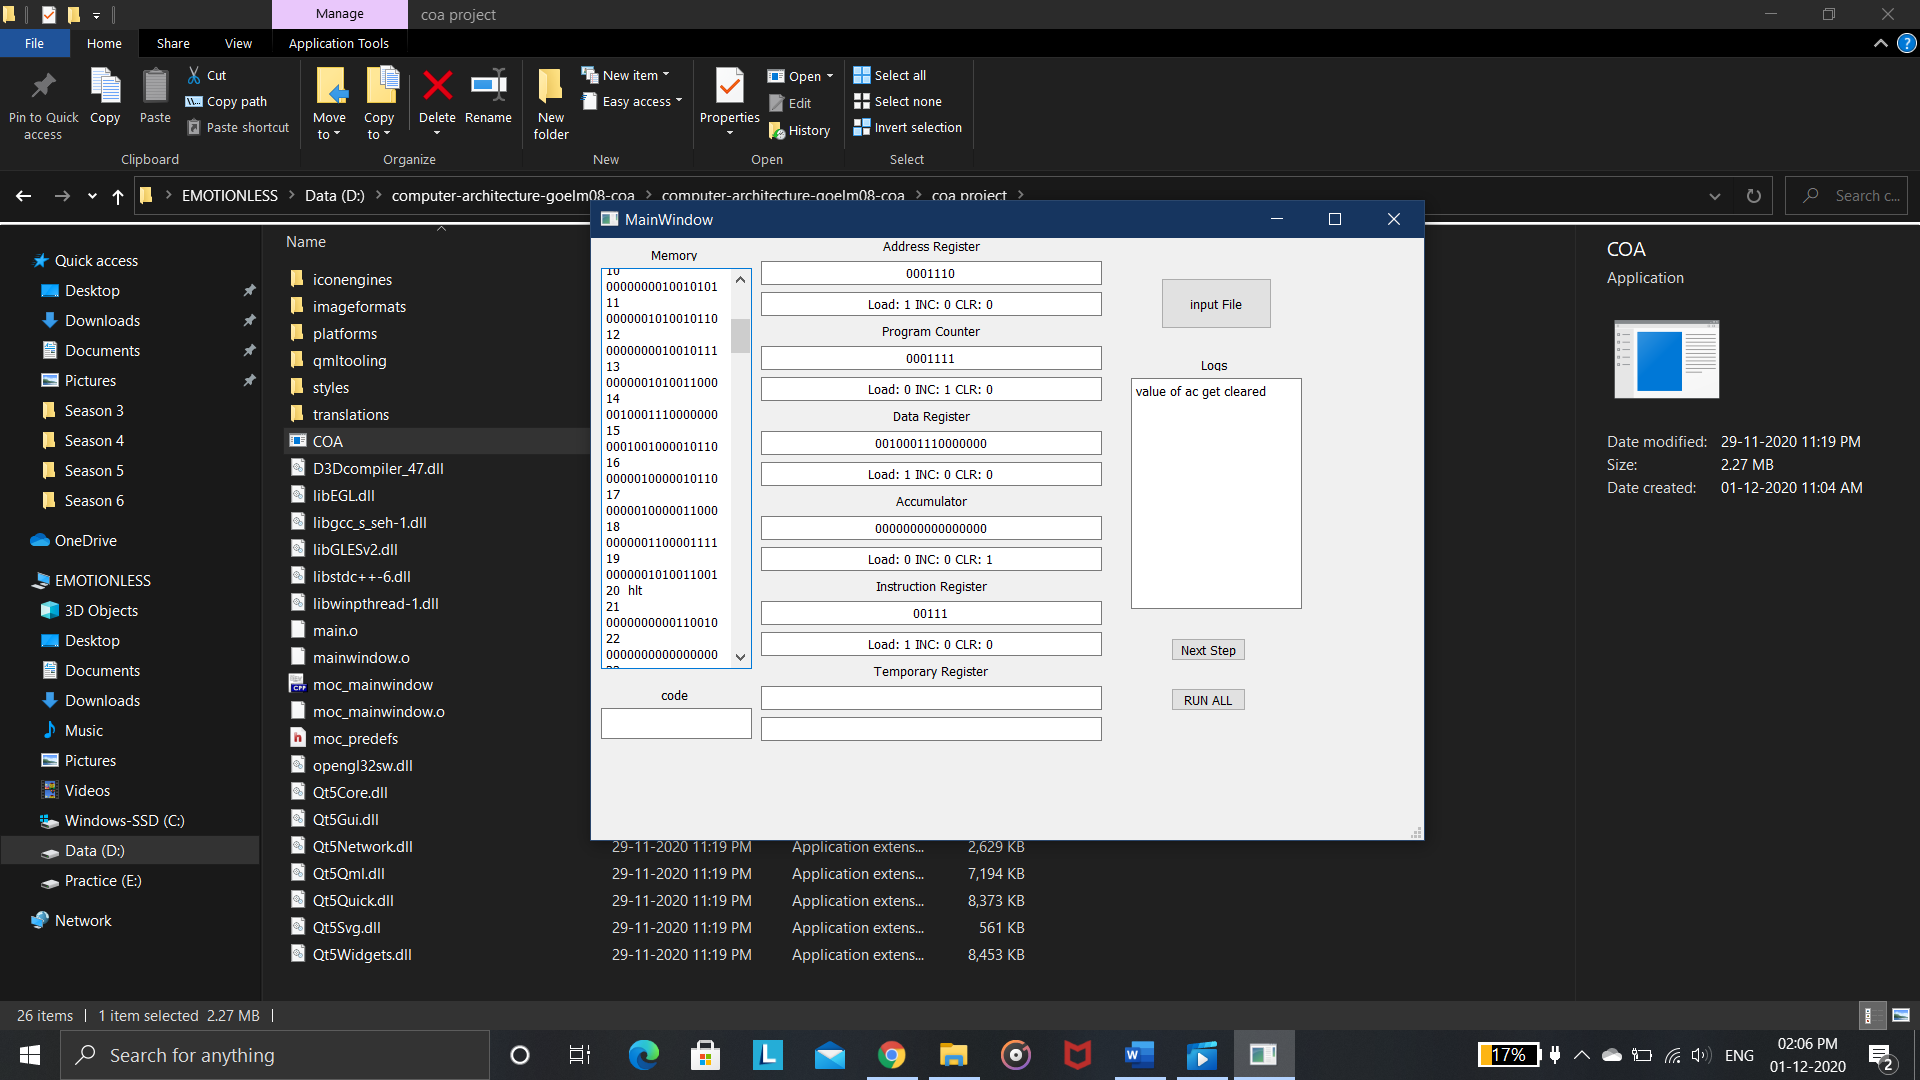 Manage
coa project
File
Home
Share
View
Application Tools
Pin to Quick access
Copy
Paste
Cut
Copy path
Paste shortcut
Clipboard
Move to
Copy to
Delete
Rename
Organize
New folder
New item
Easy access
New
Properties
Open
Edit
History
Open
Select all
Select none
Invert selection
Select
EMOTIONLESS
Data (D:)
computer-architecture-goelm08-coa
computer-architecture-goelm08-coa
coa project
Search c...
Quick access
Desktop
Downloads
Documents
Pictures
Season 3
Season 4
Season 5
Season 6
OneDrive
EMOTIONLESS
3D Objects
Desktop
Documents
Downloads
Music
Pictures
Videos
Windows-SSD (C:)
Data (D:)
Practice (E:)
Network
Name
iconengines
imageformats
platforms
qmltooling
styles
translations
COA
D3Dcompiler_47.dll
libEGL.dll
libgcc_s_seh-1.dll
libGLESv2.dll
libstdc++-6.dll
libwinpthread-1.dll
main.o
mainwindow.o
moc_mainwindow
moc_mainwindow.o
moc_predefs
opengl32sw.dll
Qt5Core.dll
Qt5Gui.dll
Qt5Network.dll 29-11-2020 11:19 PM Application extens... 2,629 KB
Qt5Qml.dll 29-11-2020 11:19 PM Application extens... 7,194 KB
Qt5Quick.dll 29-11-2020 11:19 PM Application extens... 8,373 KB
Qt5Svg.dll 29-11-2020 11:19 PM Application extens... 561 KB
Qt5Widgets.dll 29-11-2020 11:19 PM Application extens... 8,453 KB
MainWindow
Memory
10
0000000010010101
11
0000001010010110
12
0000000010010111
13
0000001010011000
14
0010001110000000
15
0001001000010110
16
0000010000010110
17
0000010000011000
18
0000001100001111
19
0000001010011001
20 hlt
21
0000000000110010
22
0000000000000000
code
Address Register
0001110
Load: 1 INC: 0 CLR: 0
Program Counter
0001111
Load: 0 INC: 1 CLR: 0
Data Register
0010001110000000
Load: 1 INC: 0 CLR: 0
Accumulator
0000000000000000
Load: 0 INC: 0 CLR: 1
Instruction Register
00111
Load: 1 INC: 0 CLR: 0
Temporary Register
input File
Logs
value of ac get cleared
Next Step
RUN ALL
COA
Application
Date modified: 29-11-2020 11:19 PM
Size: 2.27 MB
Date created: 01-12-2020 11:04 AM
26 items
1 item selected 2.27 MB
Search for anything
17%
ENG
02:06 PM
01-12-2020
2